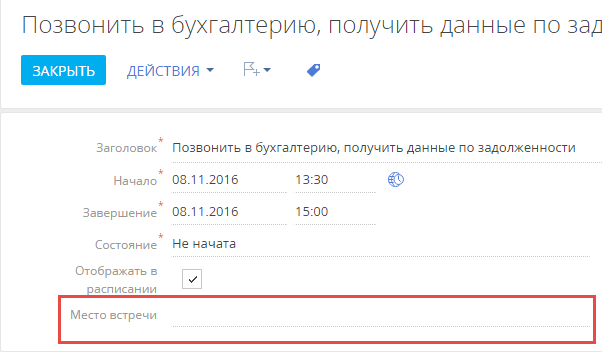 Позвонить в бухгалтерию, получить данные по зад
ЗАКРЫТЬ ДЕЙСТВИЯ
Заголовок* Позвонить в бухгалтерию, получить данные по задолженности
Начало* 08.11.2016 13:30
Завершение* 08.11.2016 15:00
Состояние* Не начата
Отображать в
расписании
Место встречи